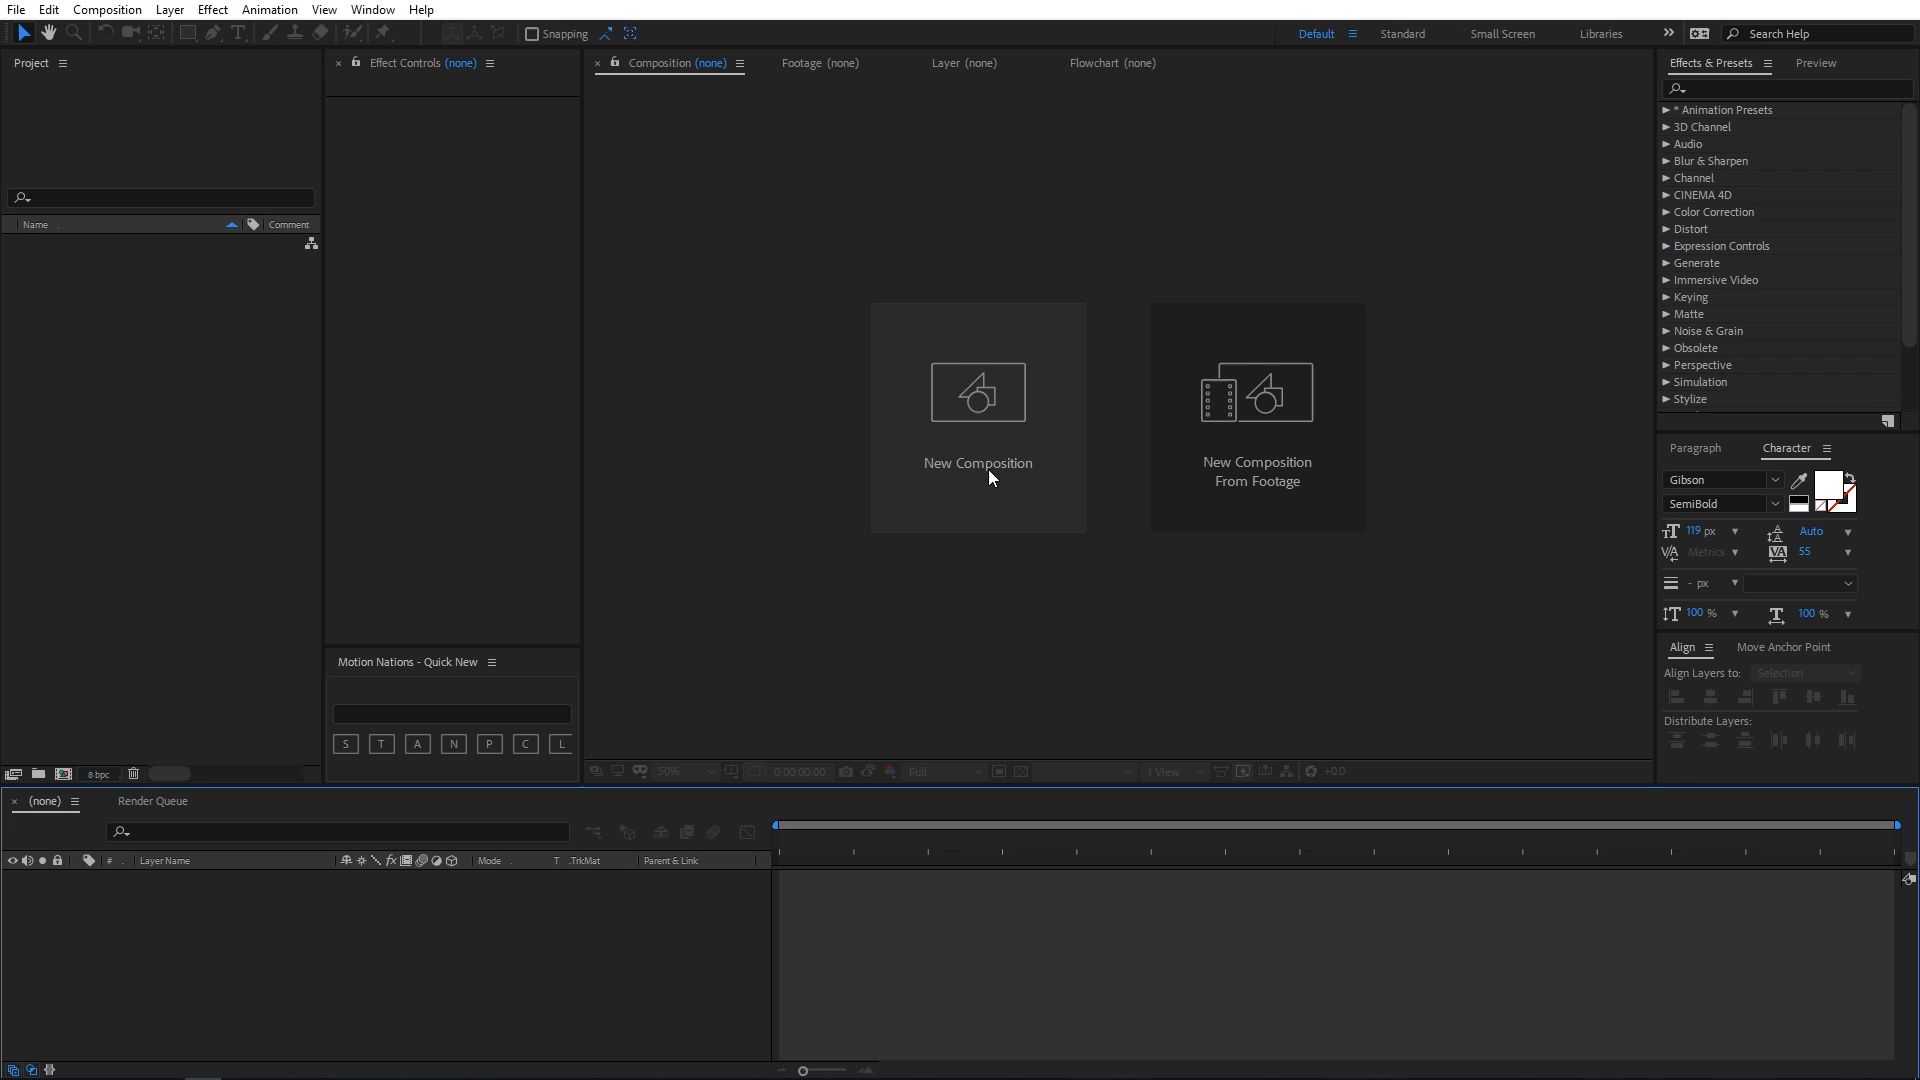 File Edit Composition Layer Effect Animation View Window Help
Snapping Default Standard Small Screen Libraries » Search Help
Project
Effect Controls (none)
Composition (none) Footage (none) Layer (none) Flowchart (none)
Effects & Presets Preview
Name Comment
* Animation Presets
3D Channel
Audio
Blur & Sharpen
Channel
CINEMA 4D
Color Correction
Distort
Expression Controls
Generate
Immersive Video
Keying
Matte
Noise & Grain
Obsolete
Perspective
Simulation
Stylize
New Composition
New Composition
From Footage
Paragraph Character
Gibson
SemiBold
119 px Auto
Metrics 55
- px
100 % 100 %
Align Move Anchor Point
Align Layers to: Selection
Distribute Layers:
Motion Nations - Quick New
S T A N P C L
8 bpc
50% 0:00:00:00 Full 1 View +0.0
(none) Render Queue
# Layer Name Mode T .TrkMat Parent & Link